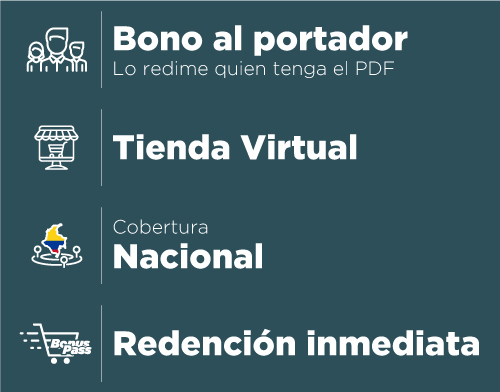 Bono al portador
Lo redime quien tenga el PDF
Tienda Virtual
Cobertura
Nacional
Bonus
Pass
Redención inmediata